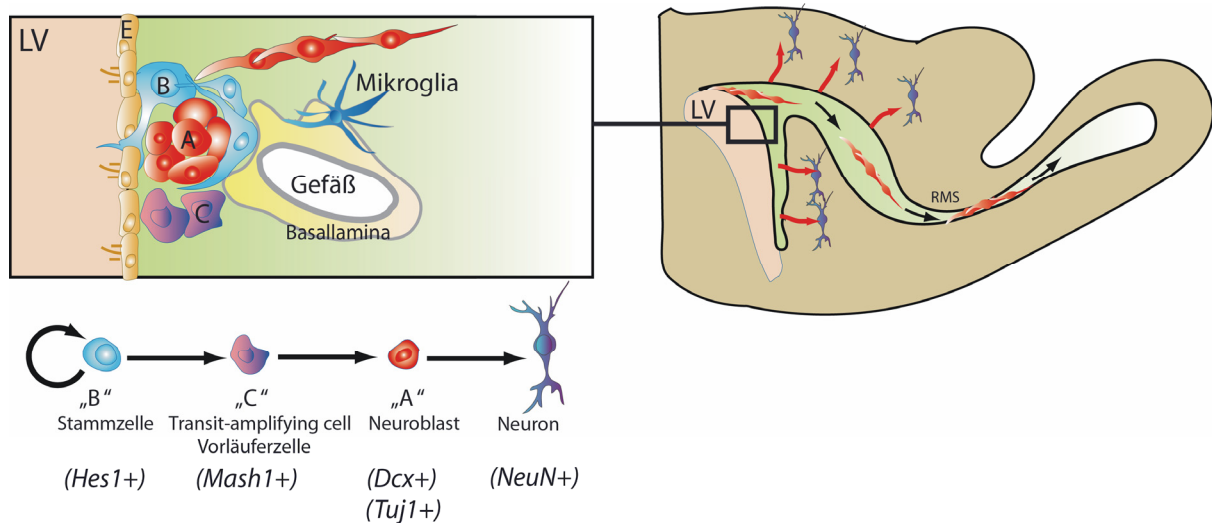 LV
E
B
A
C
Mikroglia
Gefäß
Basallamina
LV
RMS
„B“
„C“
„A“
Stammzelle
Transit-amplifying cell
Neuroblast
Neuron
Vorläuferzelle
(Hes1+)
(Mash1+)
(Dcx+)
(NeuN+)
(Tuj1+)